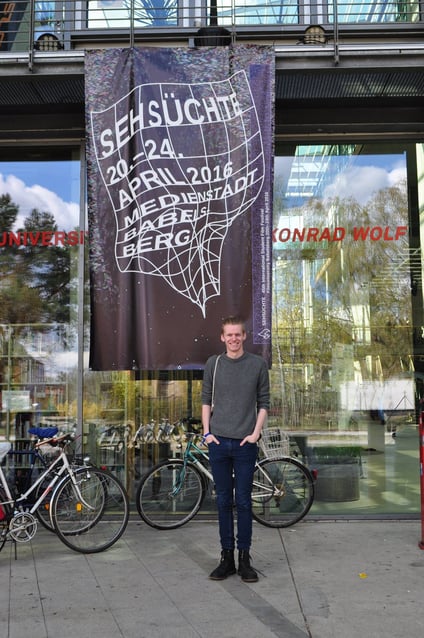 SEHSÜCHTE
20–24.
APRIL 2016
MEDIENSTADT
BABELS
BERG
UNIVERSI
KONRAD WOLF